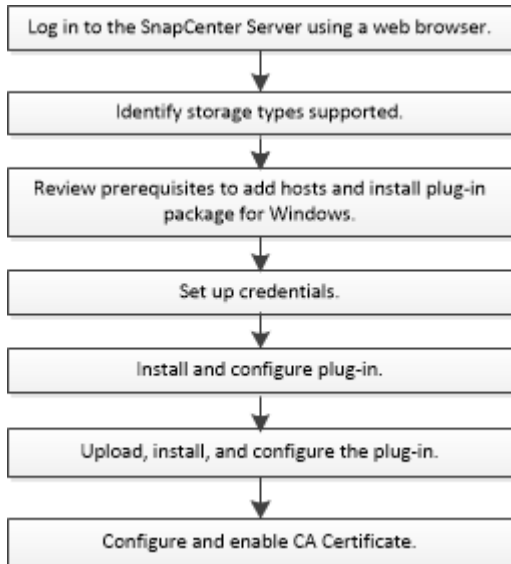 Log in to the SnapCenter Server using a web browser.
Identify storage types supported.
Review prerequisites to add hosts and install plug-in
package for Windows.
Set up credentials.
Install and configure plug-in.
Upload, install, and configure the plug-in.
Configure and enable CA Certificate.